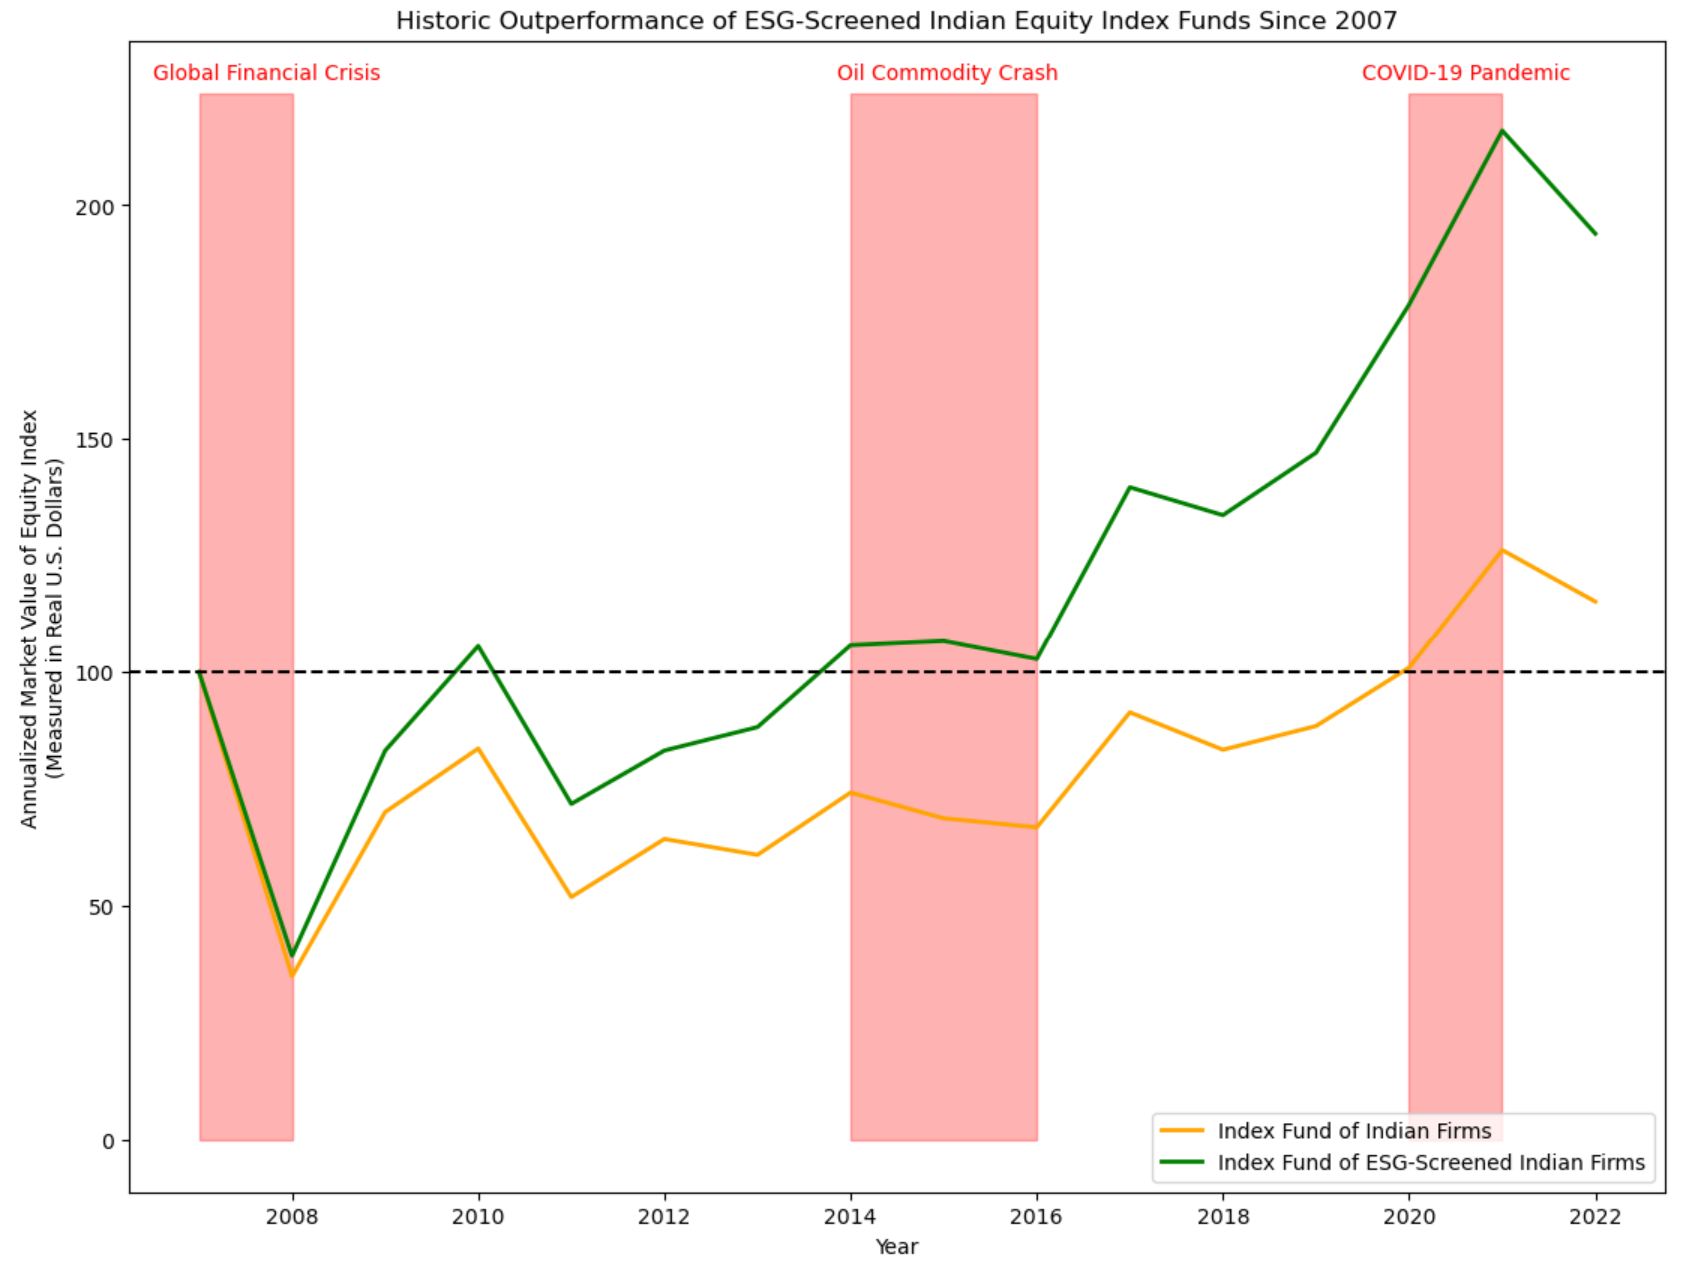 Historic Outperformance of ESG-Screened Indian Equity Index Funds Since 2007
Global Financial Crisis
Oil Commodity Crash
COVID-19 Pandemic
Annualized Market Value of Equity Index
(Measured in Real U.S. Dollars)
200
150
100
50
0
Index Fund of Indian Firms
Index Fund of ESG-Screened Indian Firms
2008
2010
2012
2014
2016
2018
2020
2022
Year